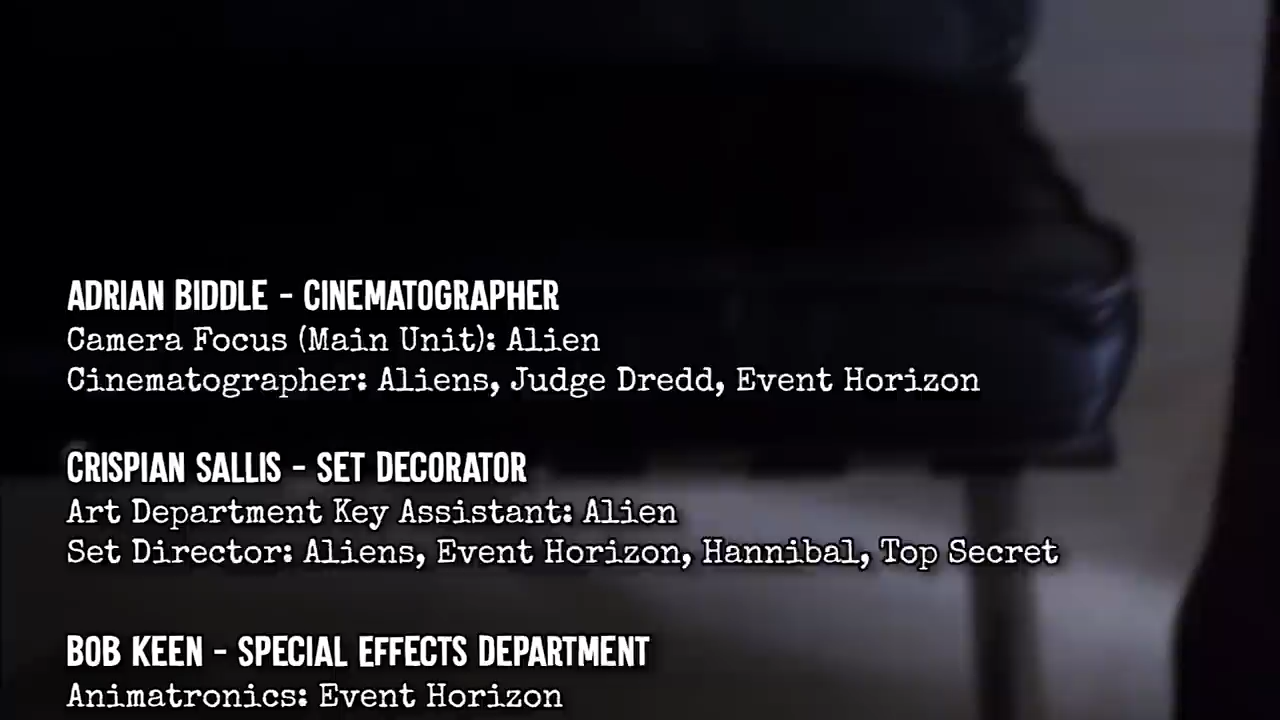 ADRIAN BIDDLE - CINEMATOGRAPHER
Camera Focus (Main Unit): Alien
Cinematographer: Aliens, Judge Dredd, Event Horizon
CRISPIAN SALLIS - SET DECORATOR
Art Department Key Assistant: Alien
Set Director: Aliens, Event Horizon, Hannibal, Top Secret
BOB KEEN - SPECIAL EFFECTS DEPARTMENT
Animatronics: Event Horizon